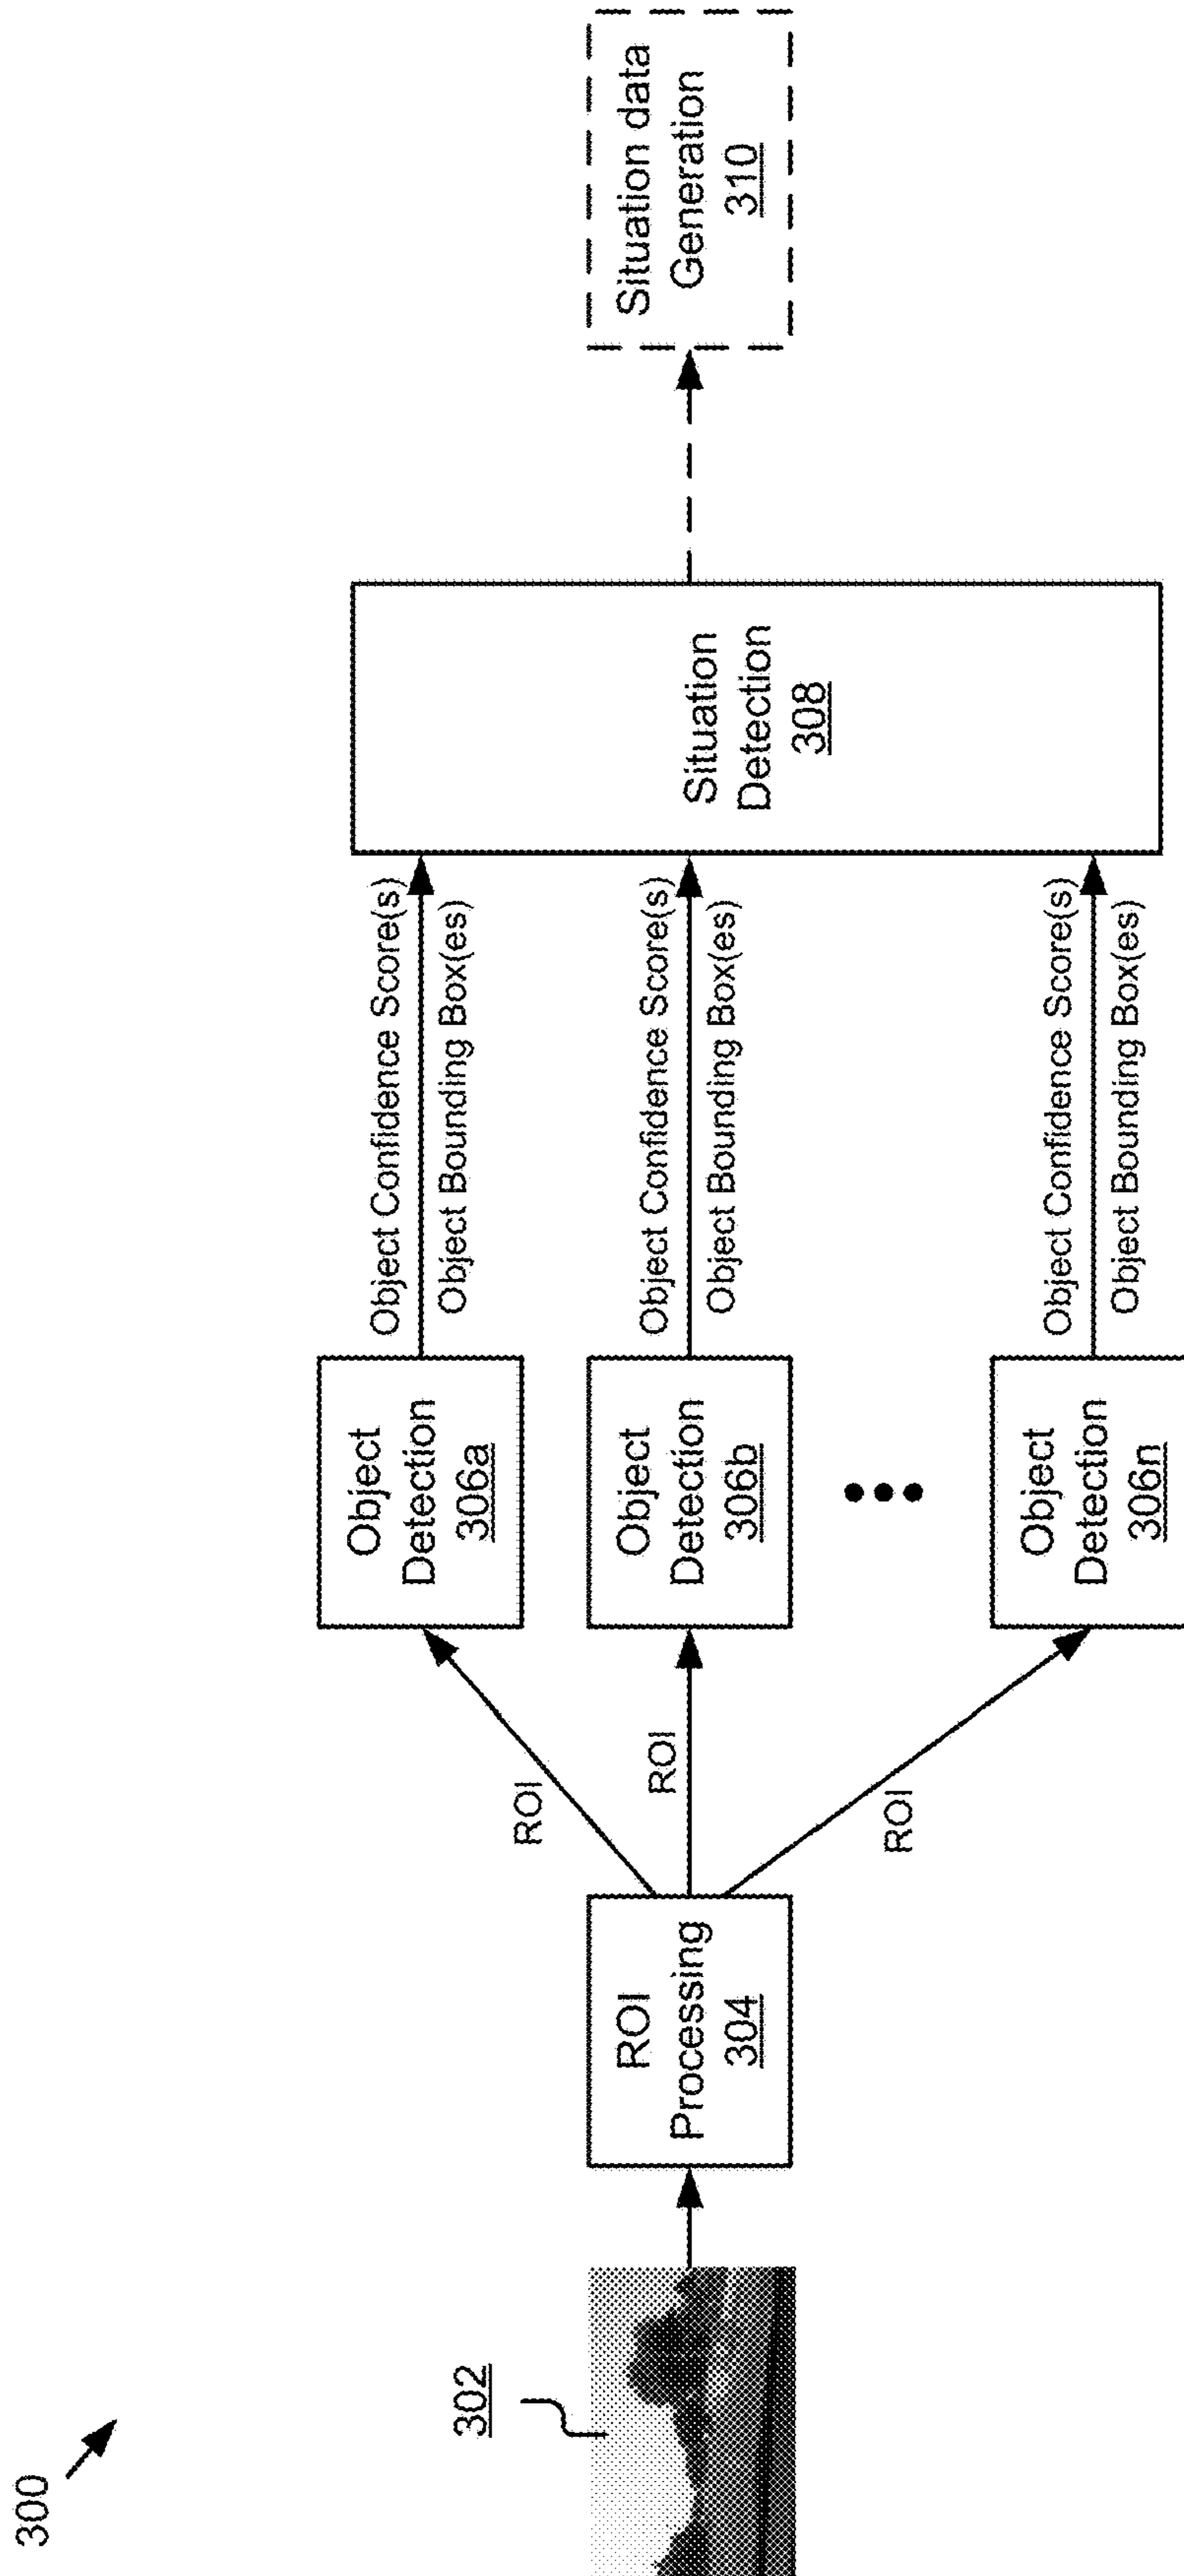 300
302
ROI
Processing
304
ROI
ROI
ROI
Object
Detection
306a
Object
Detection
306b
Object
Detection
306n
Object Confidence Score(s)
Object Bounding Box(es)
Object Confidence Score(s)
Object Bounding Box(es)
Object Confidence Score(s)
Object Bounding Box(es)
Situation
Detection
308
Situation data
Generation
310